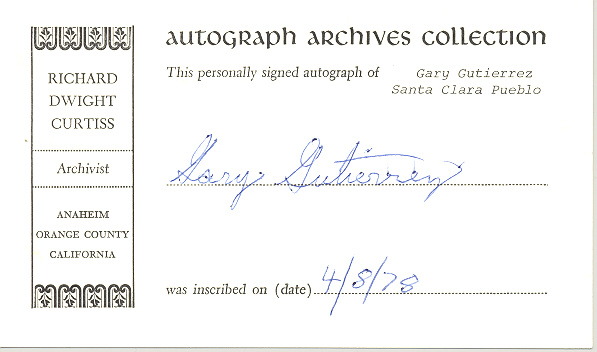 AUTOGRAPH ARCHIVES COLLECTION
This personally signed autograph of Gary Gutierrez
Santa Clara Pueblo
RICHARD
DWIGHT
CURTISS
Archivist
ANAHEIM
ORANGE COUNTY
CALIFORNIA
Gary Gutierrez
was inscribed on (date) 4/8/78